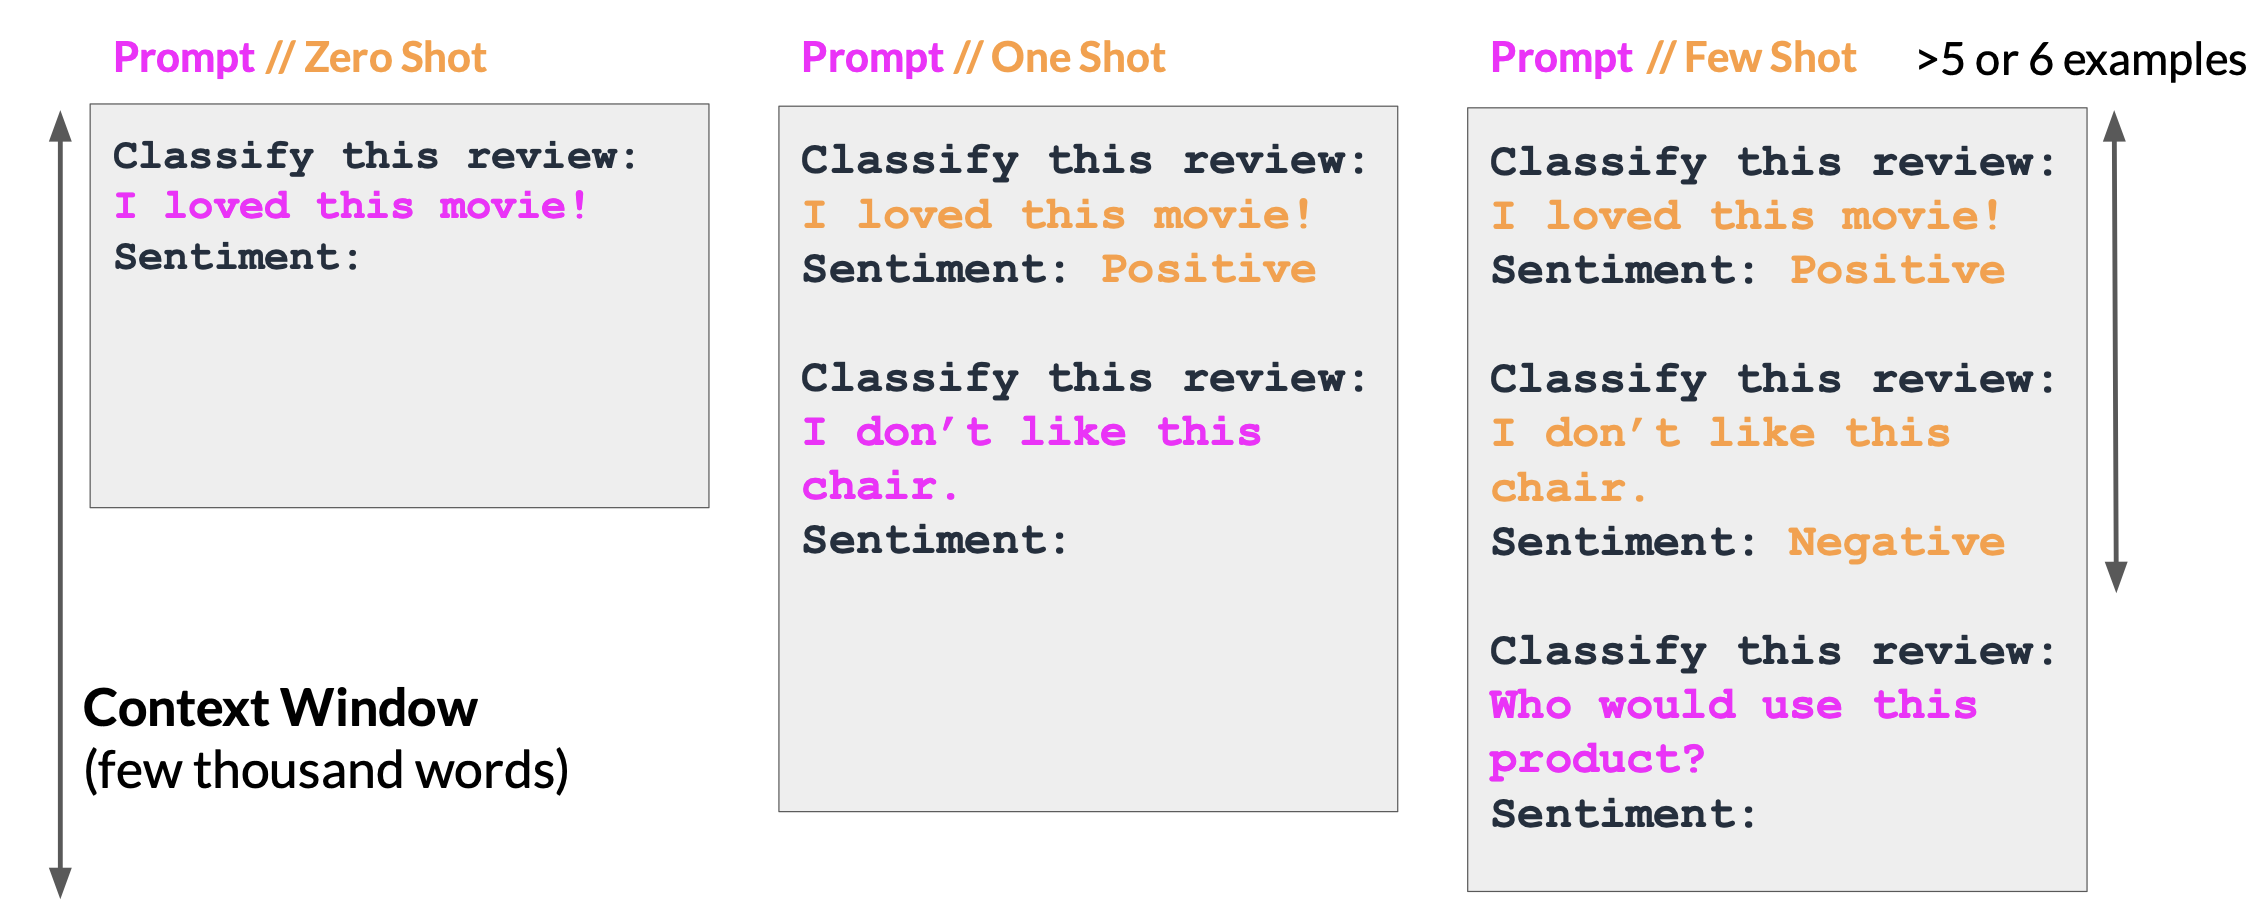 Prompt // Zero Shot
Classify this review:
I loved this movie!
Sentiment:
Context Window
(few thousand words)
Prompt // One Shot
Classify this review:
I loved this movie!
Sentiment: Positive
Classify this review:
I don’t like this
chair.
Sentiment:
Prompt // Few Shot
>5 or 6 examples
Classify this review:
I loved this movie!
Sentiment: Positive
Classify this review:
I don’t like this
chair.
Sentiment: Negative
Classify this review:
Who would use this
product?
Sentiment: